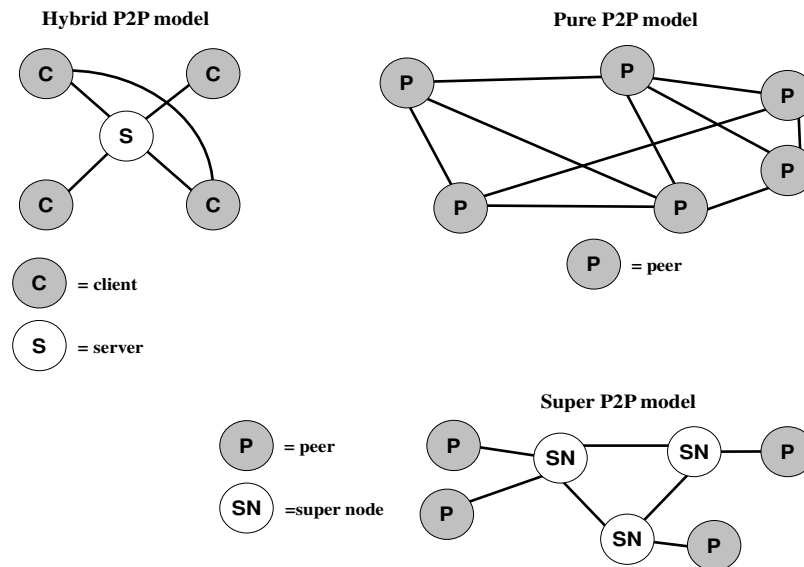 Hybrid P2P model
C
C
S
C
C
C = client
S = server
Pure P2P model
P
P
P
P
P
P
P = peer
Super P2P model
P = peer
SN =super node
P
SN
SN
P
P
SN
P